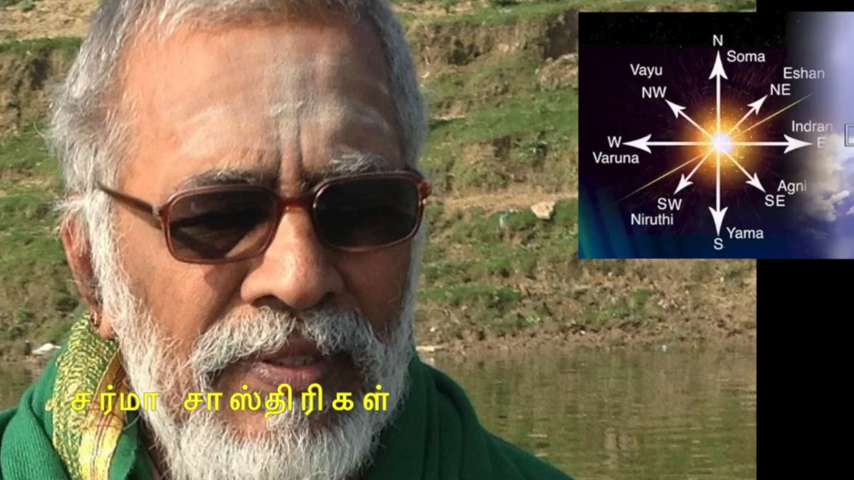 N
Soma
Vayu
Eshan
NW
NE
Indran
W
E
Varuna
Agni
SW
SE
Niruthi
Yama
S
சர்மா சாஸ்திரிகள்